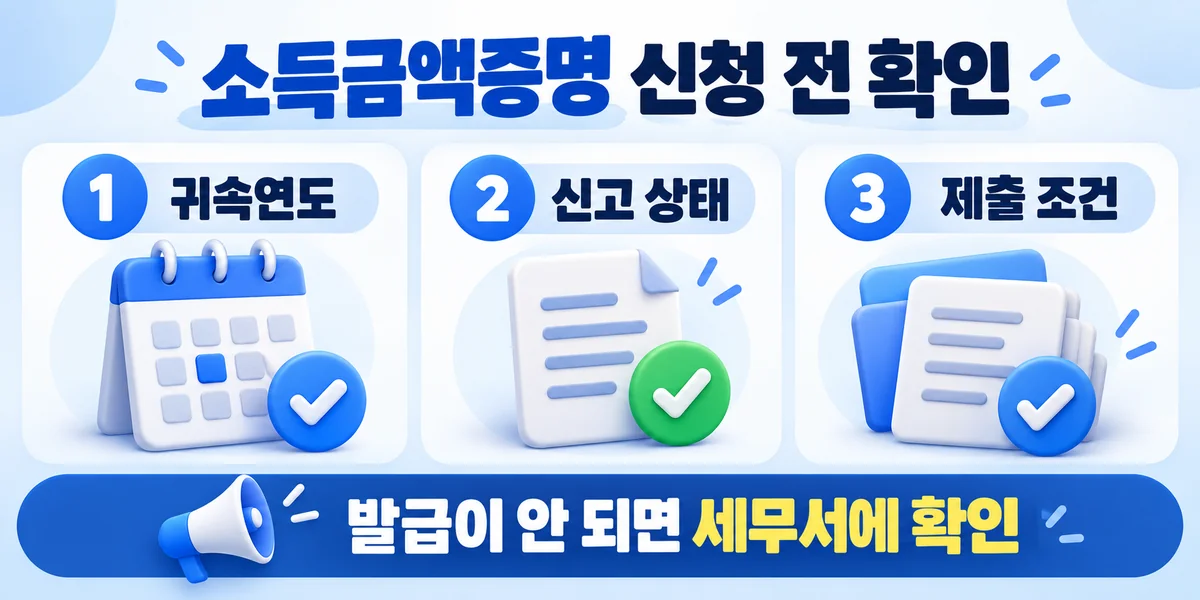 소득금액증명 신청 전 확인
1 귀속연도
2 신고 상태
3 제출 조건
발급이 안 되면 세무서에 확인